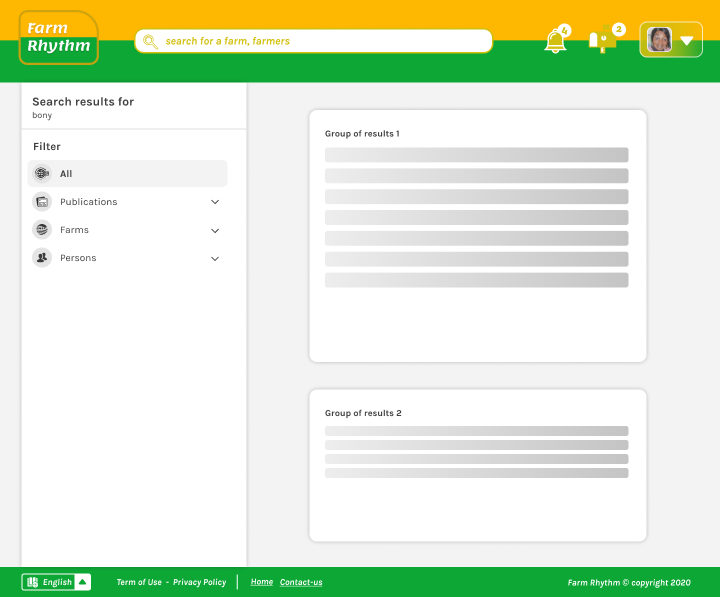 Farm
Rhythm
search for a farm, farmers
4
2
Search results for
bony
Filter
All
Publications
Farms
Persons
Group of results 1
Group of results 2
English
Term of Use - Privacy Policy
Home Contact-us
Farm Rhythm © copyright 2020